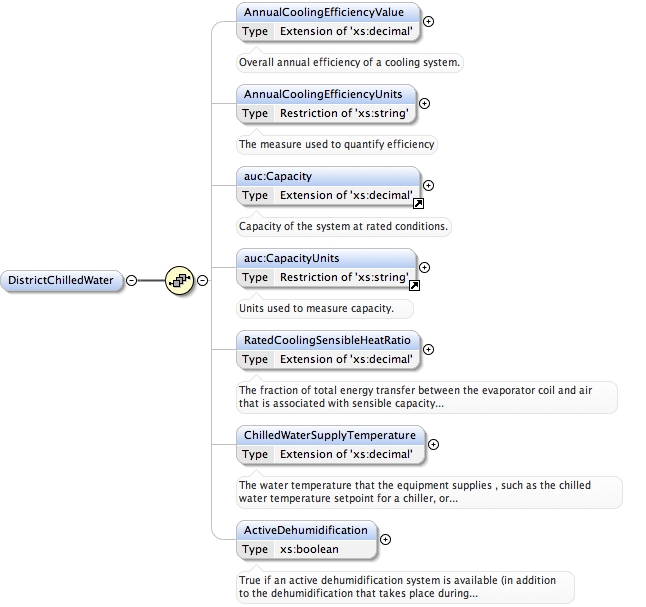 AnnualCoolingEfficiencyValue
Type Extension of 'xs:decimal'
Overall annual efficiency of a cooling system.
AnnualCoolingEfficiencyUnits
Type Restriction of 'xs:string'
The measure used to quantify efficiency
auc:Capacity
Type Extension of 'xs:decimal'
Capacity of the system at rated conditions.
auc:CapacityUnits
Type Restriction of 'xs:string'
Units used to measure capacity.
DistrictChilledWater
RatedCoolingSensibleHeatRatio
Type Extension of 'xs:decimal'
The fraction of total energy transfer between the evaporator coil and air
that is associated with sensible capacity...
ChilledWaterSupplyTemperature
Type Extension of 'xs:decimal'
The water temperature that the equipment supplies , such as the chilled
water temperature setpoint for a chiller, or...
ActiveDehumidification
Type xs:boolean
True if an active dehumidification system is available (in addition
to the dehumidification that takes place during...